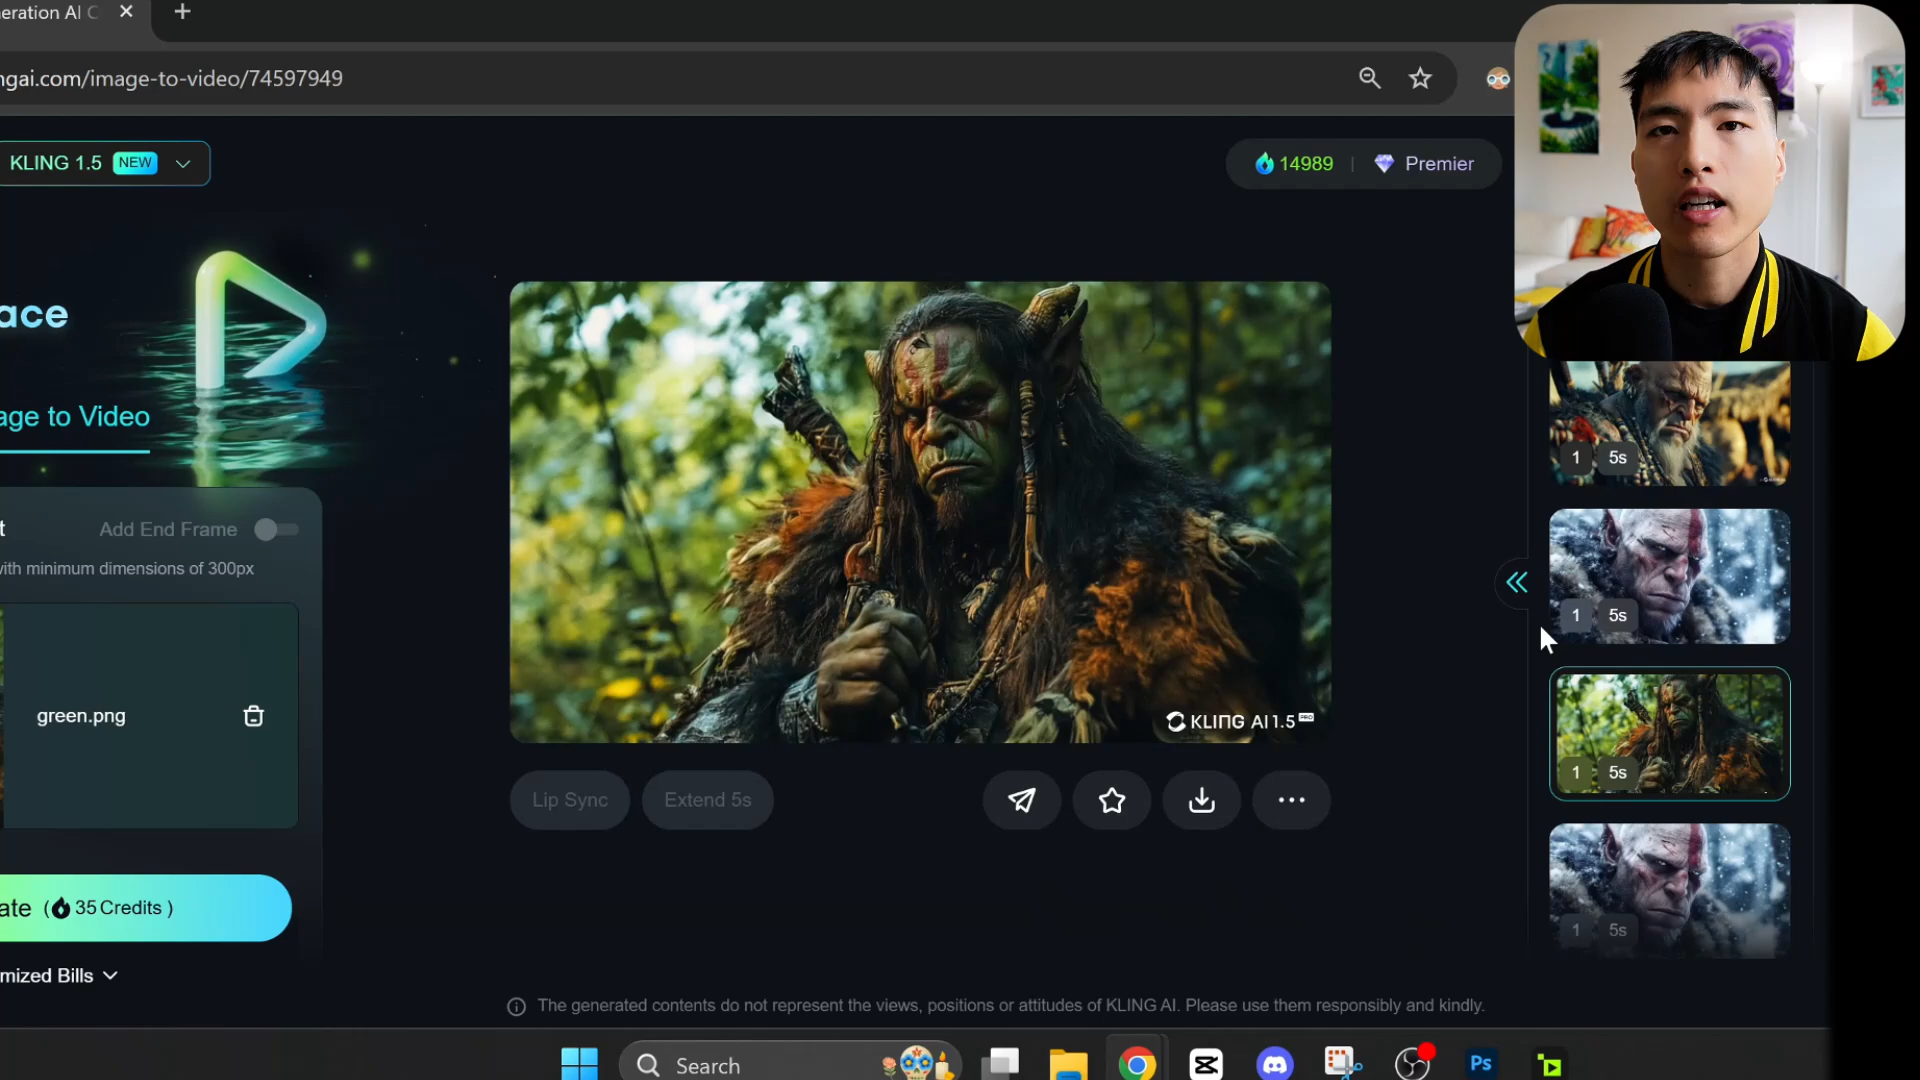 eration AI C
ngai.com/image-to-video/74597949
KLING 1.5 NEW
14989 | Premier
ace
age to Video
t Add End Frame
with minimum dimensions of 300px
green.png
ate ( 35 Credits )
mized Bills
KLING AI 1.5 PRO
Lip Sync
Extend 5s
1 5s
1 5s
1 5s
1 5s
The generated contents do not represent the views, positions or attitudes of KLING AI. Please use them responsibly and kindly.
Search
Ps